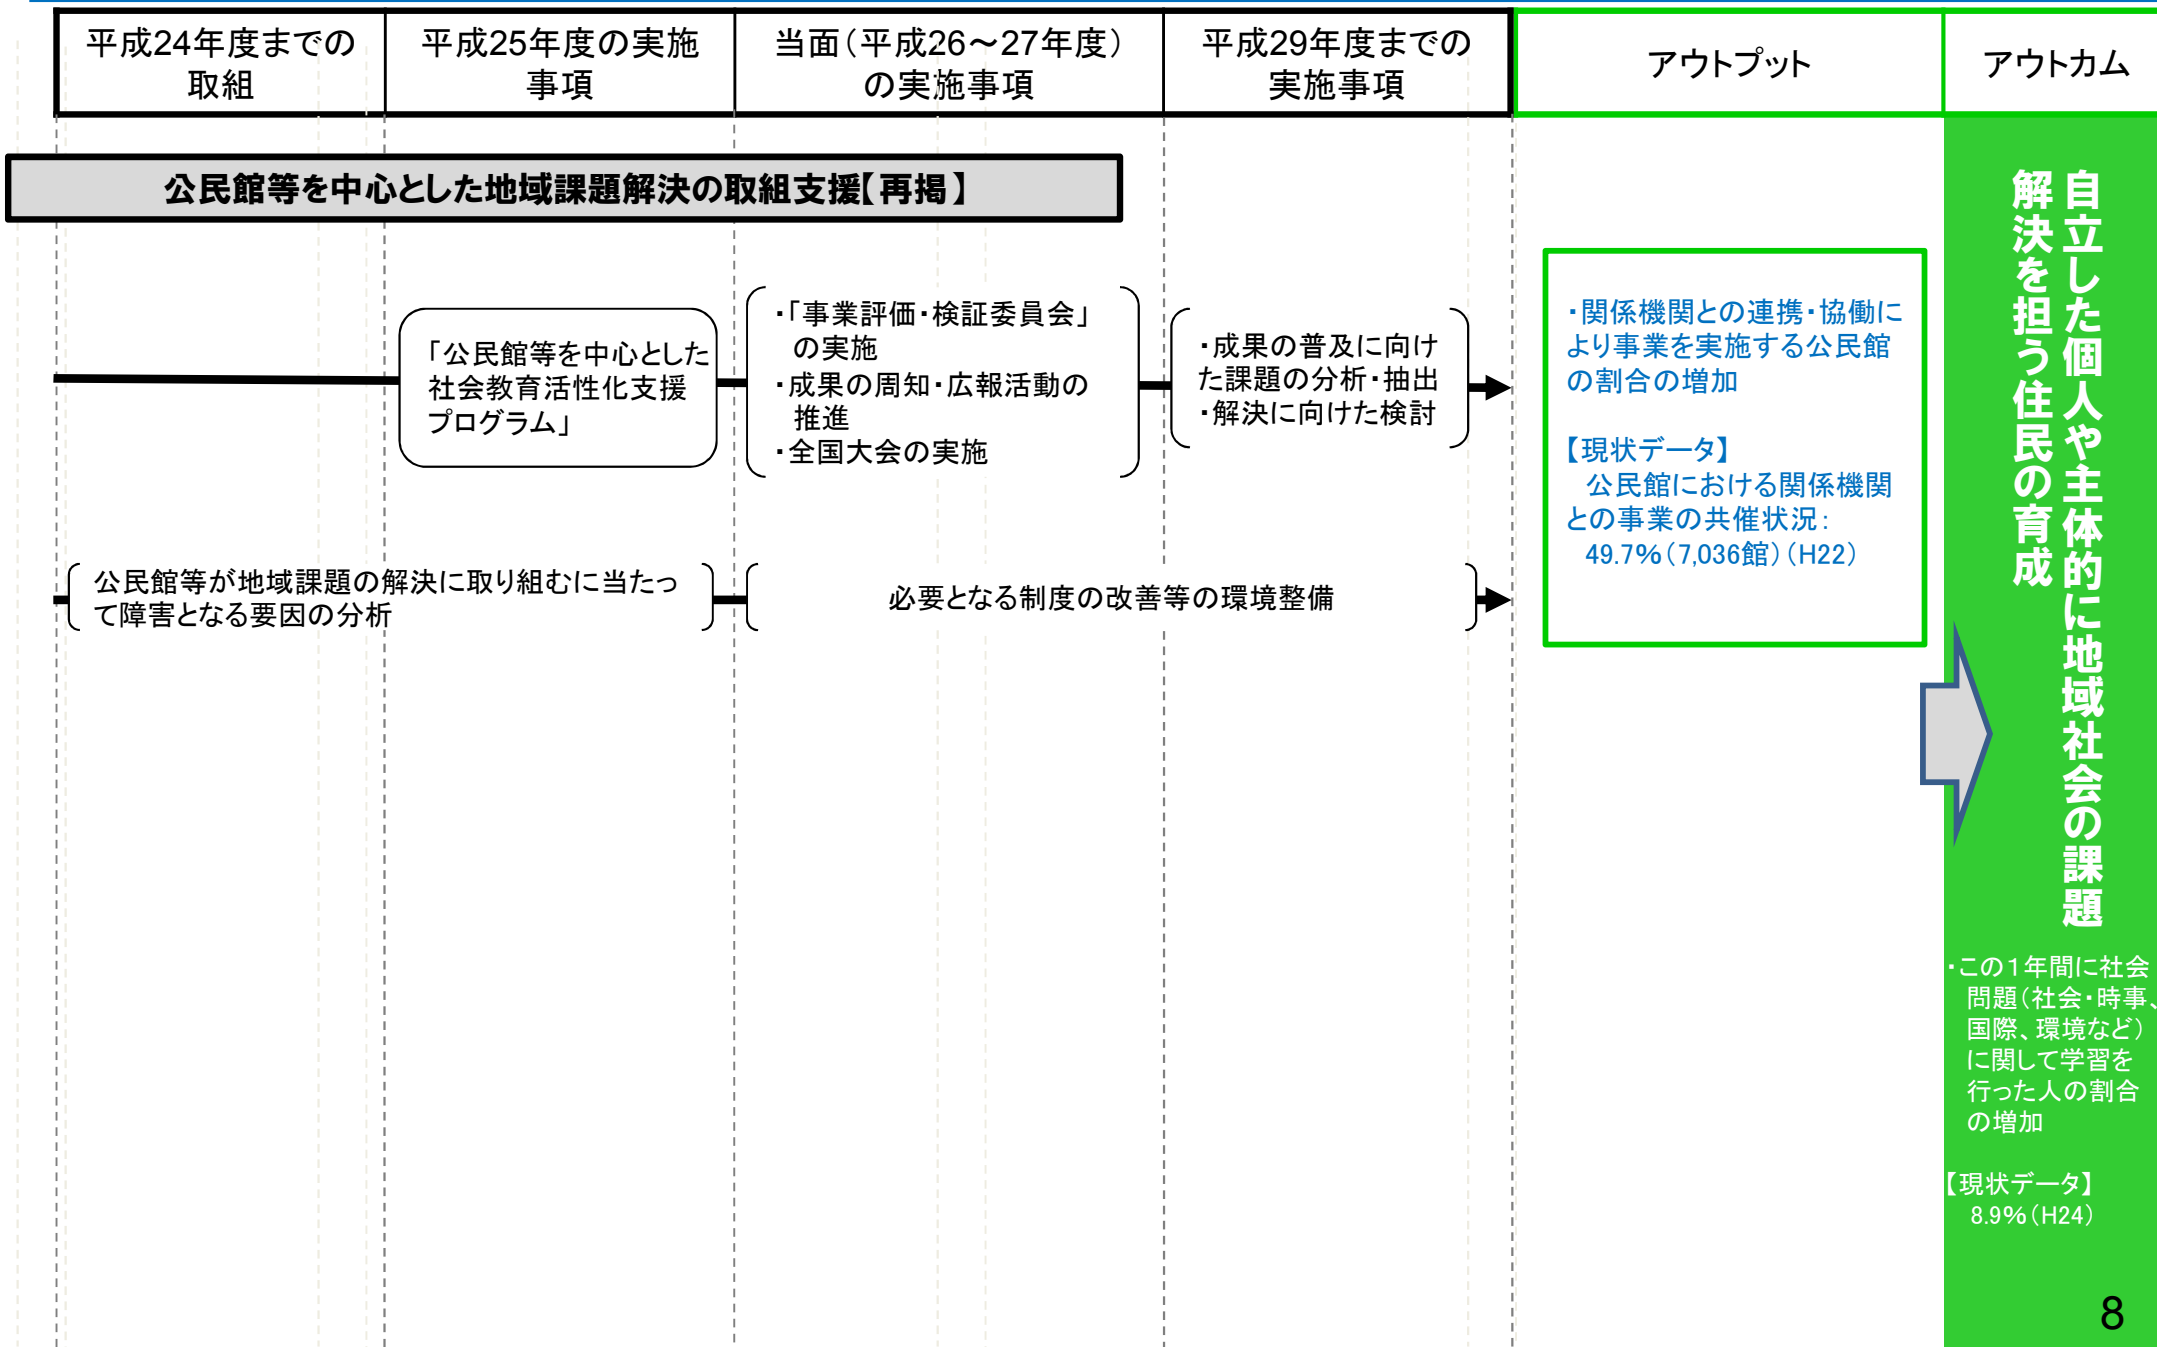 平成24年度までの
取組
平成25年度の実施
事項
当面(平成26～27年度)
の実施事項
平成29年度までの
実施事項
アウトプット
アウトカム
公民館等を中心とした地域課題解決の取組支援【再掲】
「公民館等を中心とした
社会教育活性化支援
プログラム」
・「事業評価・検証委員会」
の実施
・成果の周知・広報活動の
推進
・全国大会の実施
・成果の普及に向け
た課題の分析・抽出
・解決に向けた検討
公民館等が地域課題の解決に取り組むに当たっ
て障害となる要因の分析
必要となる制度の改善等の環境整備
・関係機関との連携・協働に
より事業を実施する公民館
の割合の増加
【現状データ】
公民館における関係機関
との事業の共催状況:
49.7%(7,036館)(H22)
自立した個人や主体的に地域社会の課題
解決を担う住民の育成
・この1年間に社会
問題(社会・時事、
国際、環境など)
に関して学習を
行った人の割合
の増加
【現状データ】
8.9%(H24)
8